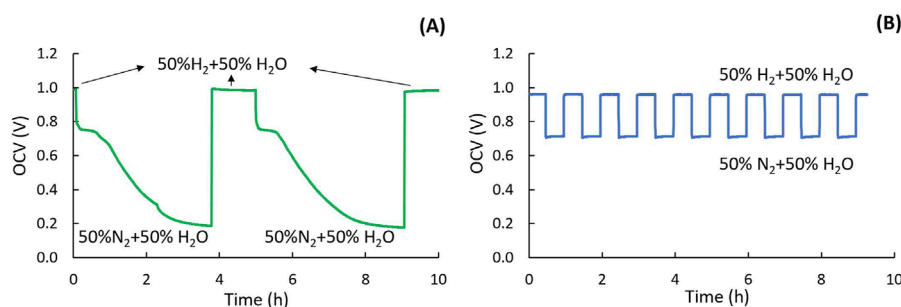 (A)
50%H₂+50% H₂O
1.2
1.0
0.8
0.6
0.4
0.2
0.0
OCV (V)
50%N₂+50% H₂O
50%N₂+50% H₂O
0
2
4
6
8
10
Time (h)
(B)
1.2
1.0
0.8
0.6
0.4
0.2
0.0
OCV (V)
50% H₂+50% H₂O
50% N₂+50% H₂O
0
2
4
6
8
10
Time (h)